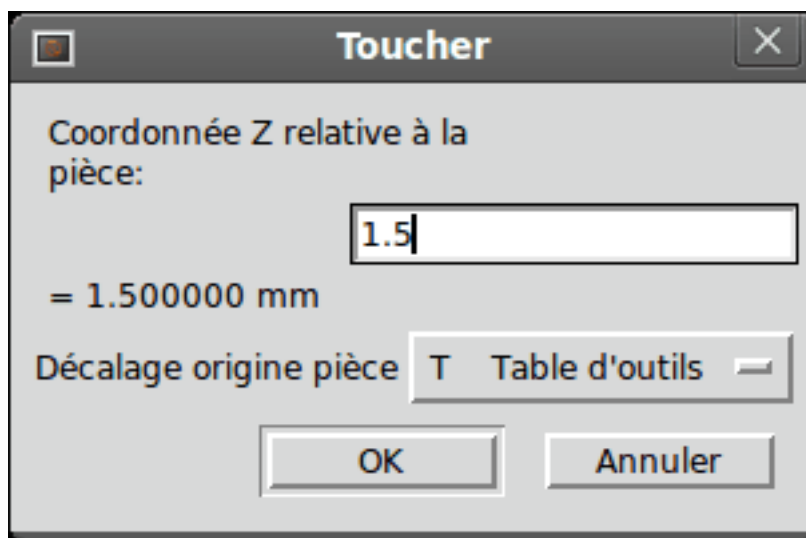 Toucher
Coordonnée Z relative à la
pièce:
1.5
= 1.500000 mm
Décalage origine pièce T Table d'outils
OK Annuler